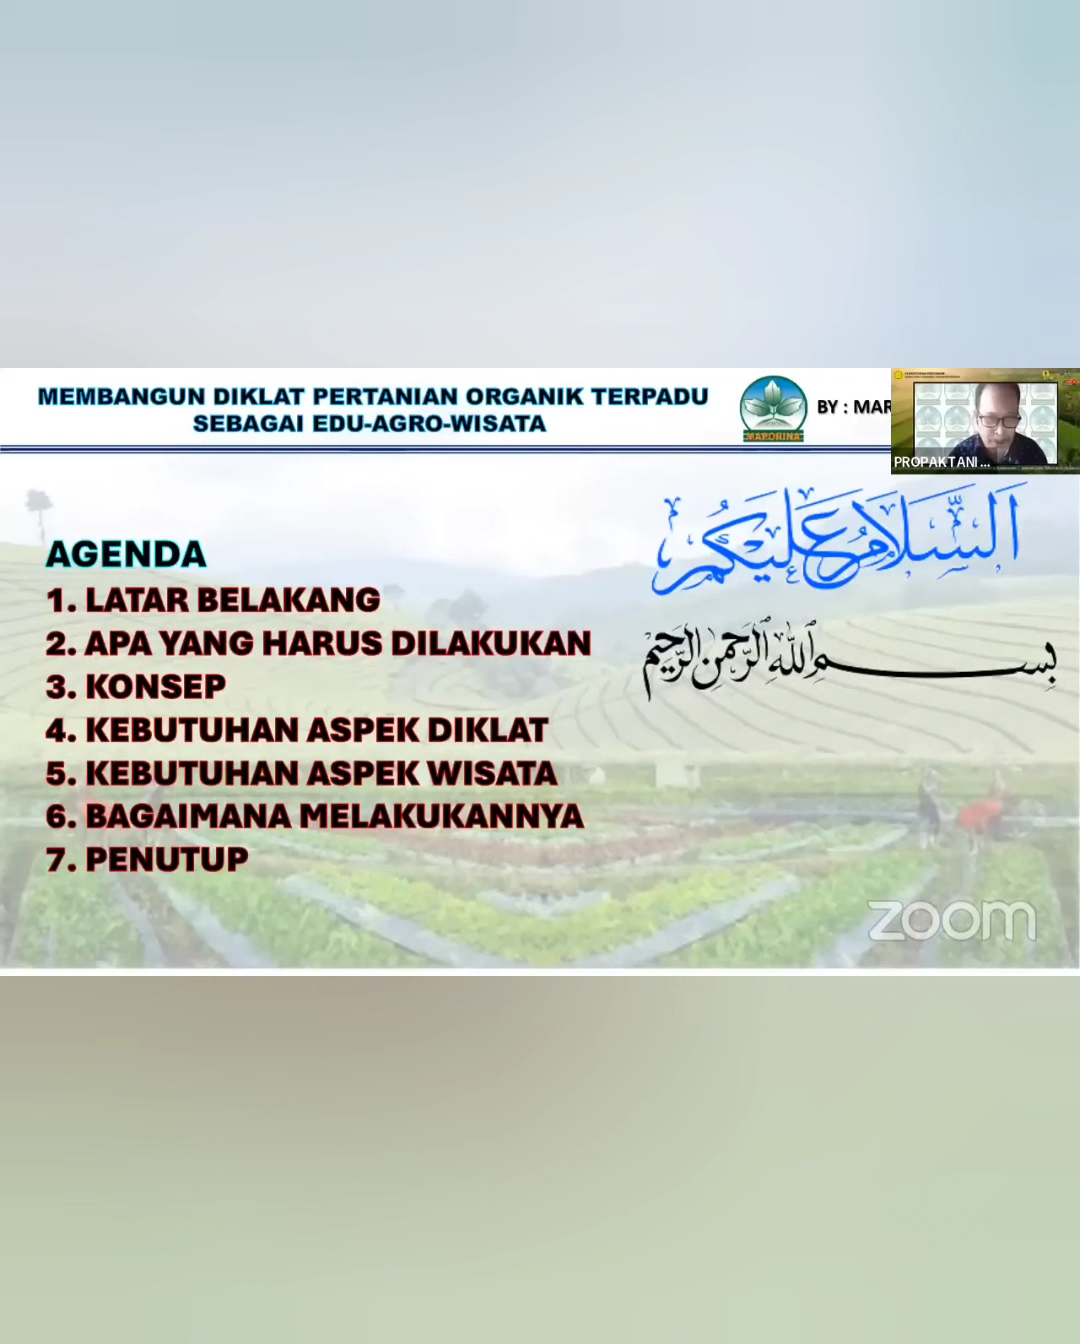 MEMBANGUN DIKLAT PERTANIAN ORGANIK TERPADU
SEBAGAI EDU-AGRO-WISATA
MAPORINA
BY : MAR
PROPAKTANI ...
السلام عليكم
بسم الله الرحمن الرحيم
AGENDA
1. LATAR BELAKANG
2. APA YANG HARUS DILAKUKAN
3. KONSEP
4. KEBUTUHAN ASPEK DIKLAT
5. KEBUTUHAN ASPEK WISATA
6. BAGAIMANA MELAKUKANNYA
7. PENUTUP
zoom